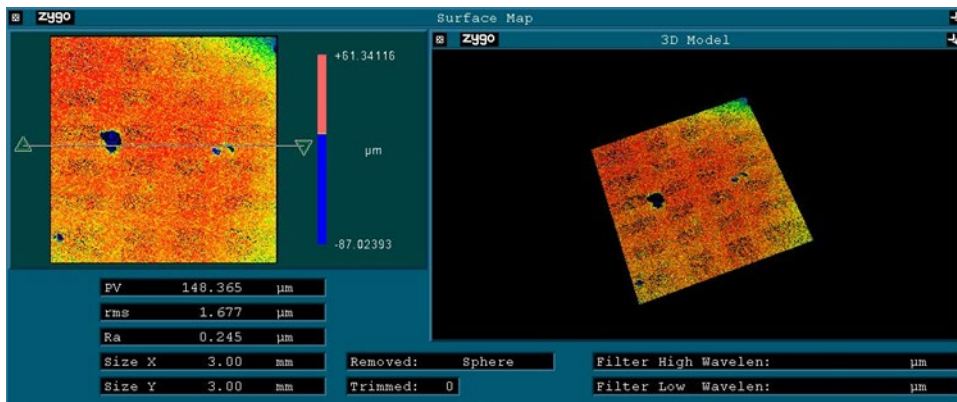 zygo Surface Map
+61.34116
µm
-87.02393
zygo 3D Model
PV 148.365 µm
rms 1.677 µm
Ra 0.245 µm
Size X 3.00 mm
Size Y 3.00 mm
Removed: Sphere
Trimmed: 0
Filter High Wavelen: µm
Filter Low Wavelen: µm